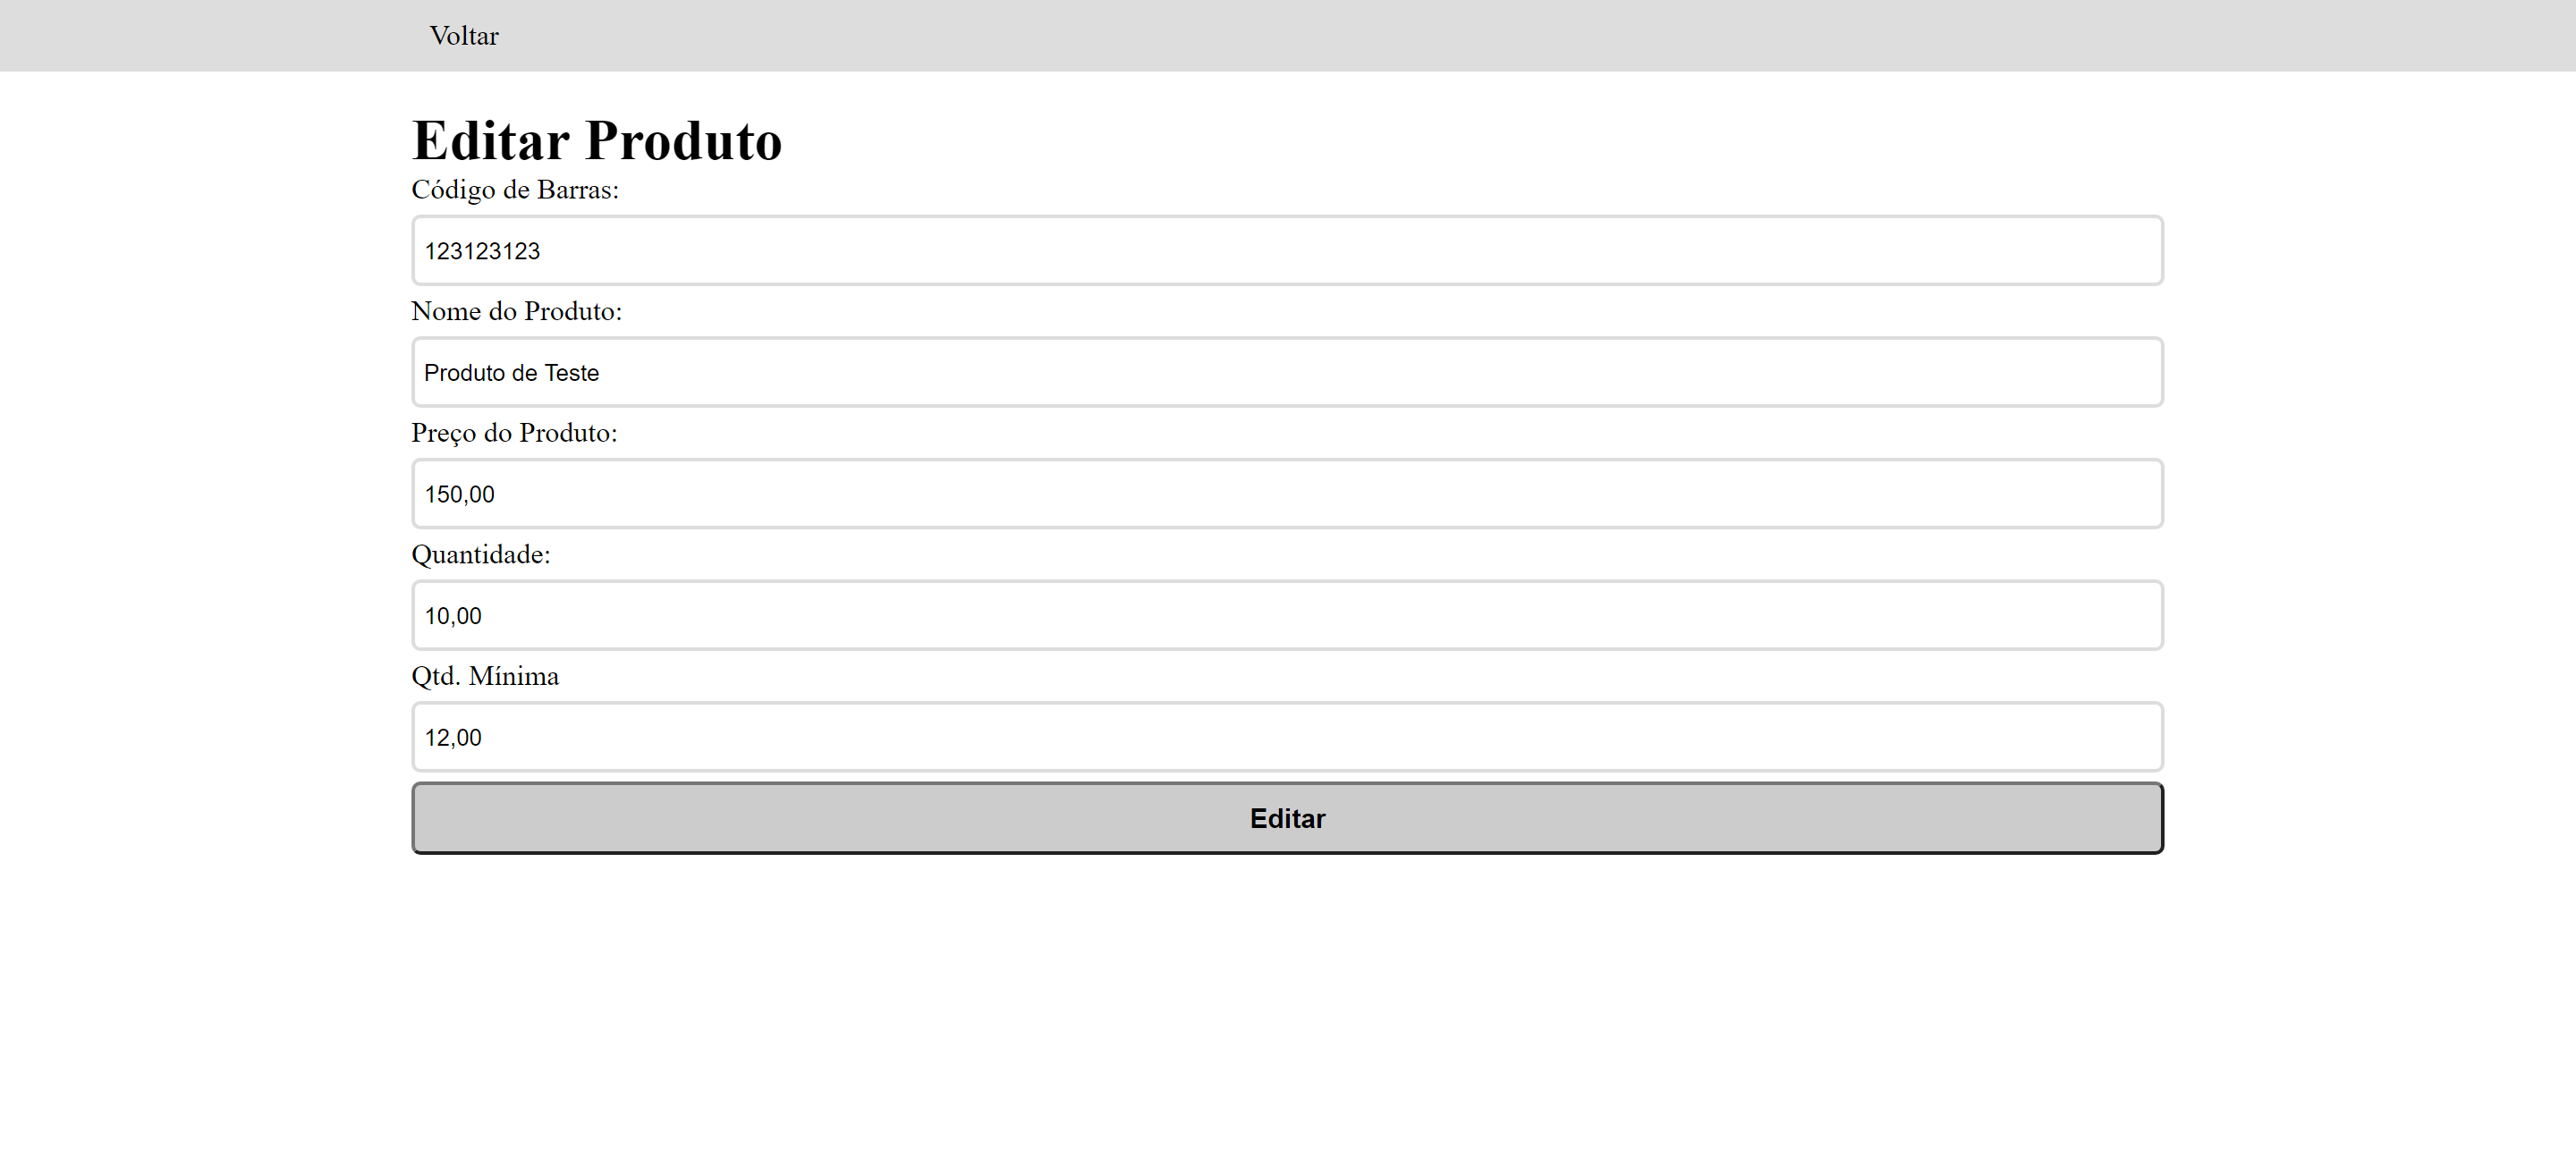 Voltar
Editar Produto
Código de Barras:
123123123
Nome do Produto:
Produto de Teste
Preço do Produto:
150,00
Quantidade:
10,00
Qtd. Mínima
12,00
Editar